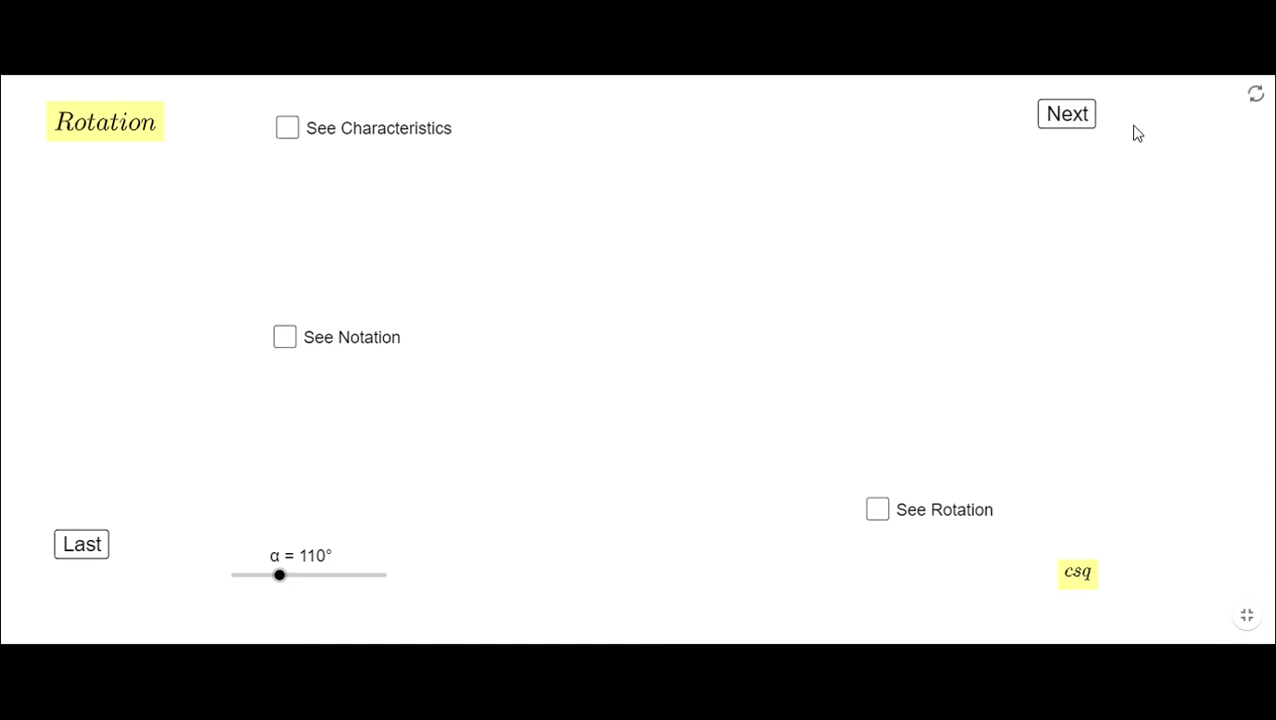 Rotation
See Characteristics
Next
See Notation
See Rotation
Last
α = 110°
csq